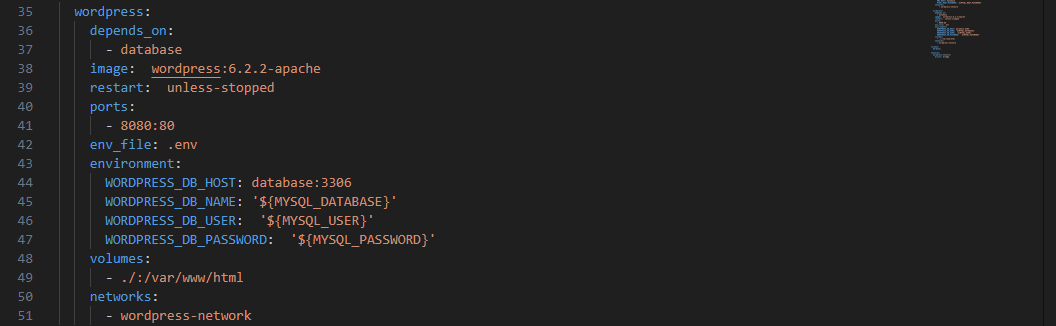 35 wordpress:
36 depends_on:
37 - database
38 image:  wordpress:6.2.2-apache
39 restart:  unless-stopped
40 ports:
41 - 8080:80
42 env_file: .env
43 environment:
44 WORDPRESS_DB_HOST: database:3306
45 WORDPRESS_DB_NAME: '${MYSQL_DATABASE}'
46 WORDPRESS_DB_USER:  '${MYSQL_USER}'
47 WORDPRESS_DB_PASSWORD:  '${MYSQL_PASSWORD}'
48 volumes:
49 - ./:/var/www/html
50 networks:
51 - wordpress-network